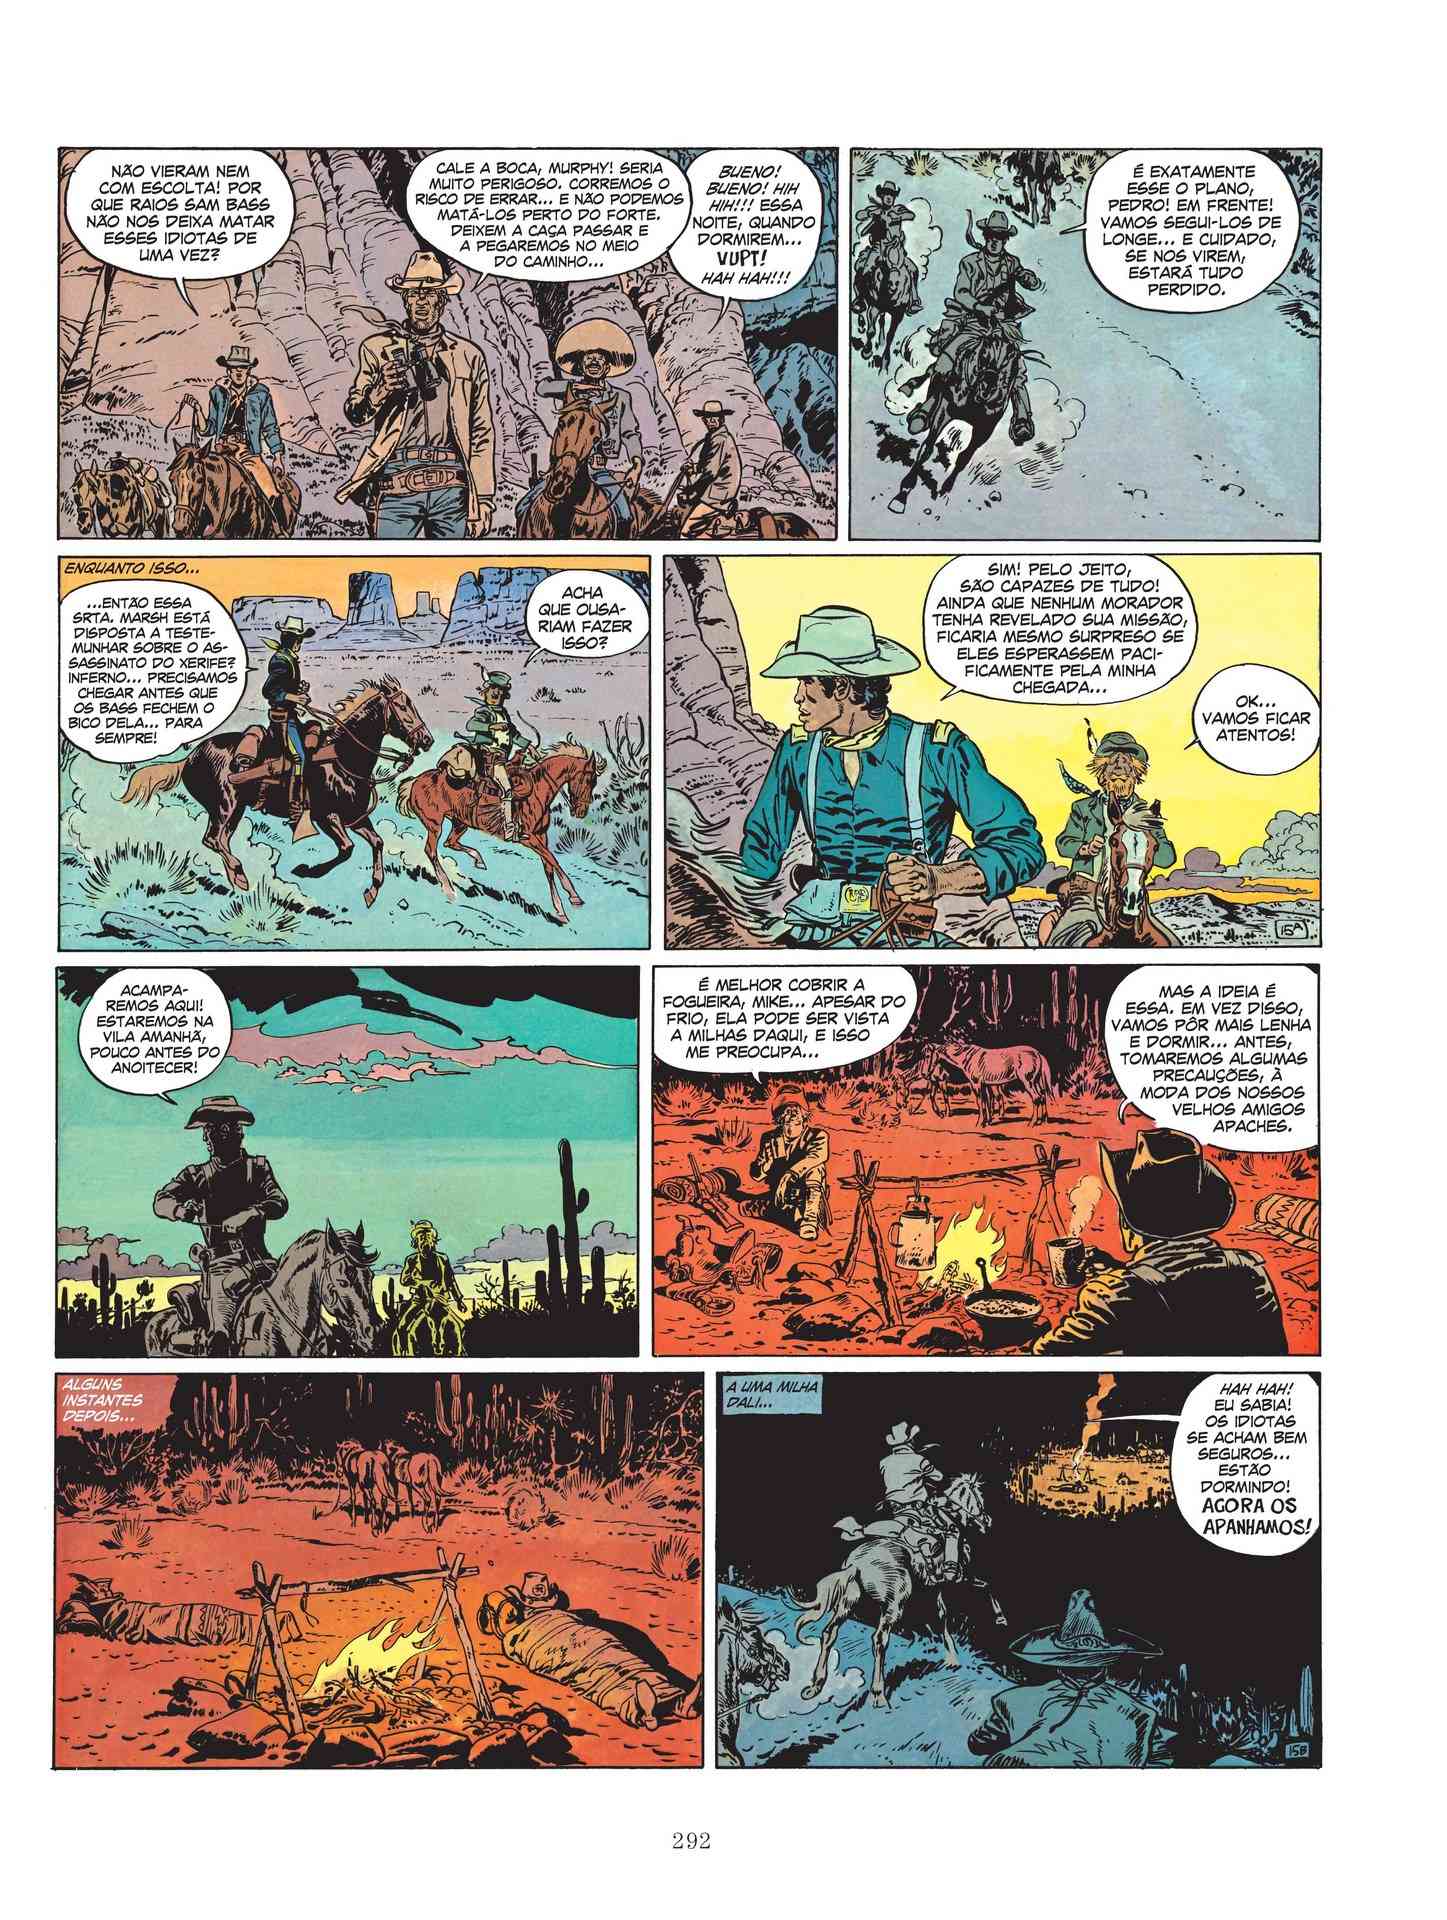 NÃO VIERAM NEM
COM ESCOLTA! POR
QUE RAIOS SAM BASS
NÃO NOS DEIXA MATAR
ESSES IDIOTAS DE
UMA VEZ?
CALE A BOCA, MURPHY! SERIA
MUITO PERIGOSO. CORREMOS O
RISCO DE ERRAR... E NÃO PODEMOS
MATÁ-LOS PERTO DO FORTE.
DEIXEM A CAÇA PASSAR E
A PEGAREMOS NO MEIO
DO CAMINHO...
BUENO!
BUENO! HIH
HIH!!! ESSA
NOITE, QUANDO
DORMIREM...
VUPT!
HAH HAH!!!
É EXATAMENTE
ESSE O PLANO,
PEDRO! EM FRENTE!
VAMOS SEGUI-LOS DE
LONGE... E CUIDADO,
SE NOS VIREM,
ESTARÁ TUDO
PERDIDO.
ENQUANTO ISSO...
...ENTÃO ESSA
SRTA. MARSH ESTÁ
DISPOSTA A TESTE-
MUNHAR SOBRE O AS-
SASSINATO DO XERIFE?
INFERNO... PRECISAMOS
CHEGAR ANTES QUE
OS BASS FECHEM O
BICO DELA... PARA
SEMPRE!
ACHA
QUE OUSA-
RIAM FAZER
ISSO?
SIM! PELO JEITO,
SÃO CAPAZES DE TUDO!
AINDA QUE NENHUM MORADOR
TENHA REVELADO SUA MISSÃO,
FICARIA MESMO SURPRESO SE
ELES ESPERASSEM PACI-
FICAMENTE PELA MINHA
CHEGADA...
OK...
VAMOS FICAR
ATENTOS!
US
15A
ACAMPA-
REMOS AQUI!
ESTAREMOS NA
VILA AMANHÃ,
POUCO ANTES DO
ANOITECER!
É MELHOR COBRIR A
FOGUEIRA, MIKE... APESAR DO
FRIO, ELA PODE SER VISTA
A MILHAS DAQUI, E ISSO
ME PREOCUPA...
MAS A IDEIA É
ESSA. EM VEZ DISSO,
VAMOS PÔR MAIS LENHA
E DORMIR... ANTES,
TOMAREMOS ALGUMAS
PRECAUÇÕES, À
MODA DOS NOSSOS
VELHOS AMIGOS
APACHES.
ALGUNS
INSTANTES
DEPOIS...
A UMA MILHA
DALI...
HAH HAH!
EU SABIA!
OS IDIOTAS
SE ACHAM BEM
SEGUROS...
ESTÃO
DORMINDO!
AGORA OS
APANHAMOS!
15B
292